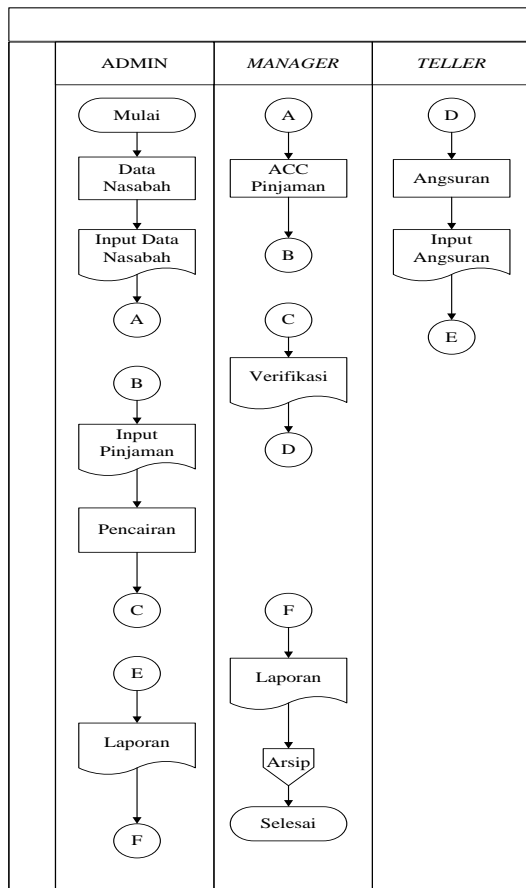 ADMIN
MANAGER
TELLER
Mulai
Data
Nasabah
Input Data
Nasabah
A
B
Input
Pinjaman
Pencairan
C
E
Laporan
F
A
ACC
Pinjaman
B
C
Verifikasi
D
F
Laporan
Arsip
Selesai
D
Angsuran
Input
Angsuran
E